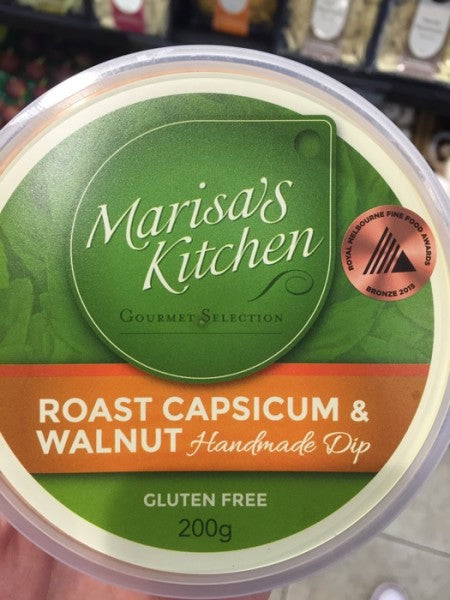 Marisa's
Kitchen
GOURMET SELECTION
ROYAL MELBOURNE FINE FOOD AWARDS
BRONZE 2015
ROAST CAPSICUM &
WALNUT Handmade Dip
GLUTEN FREE
200g